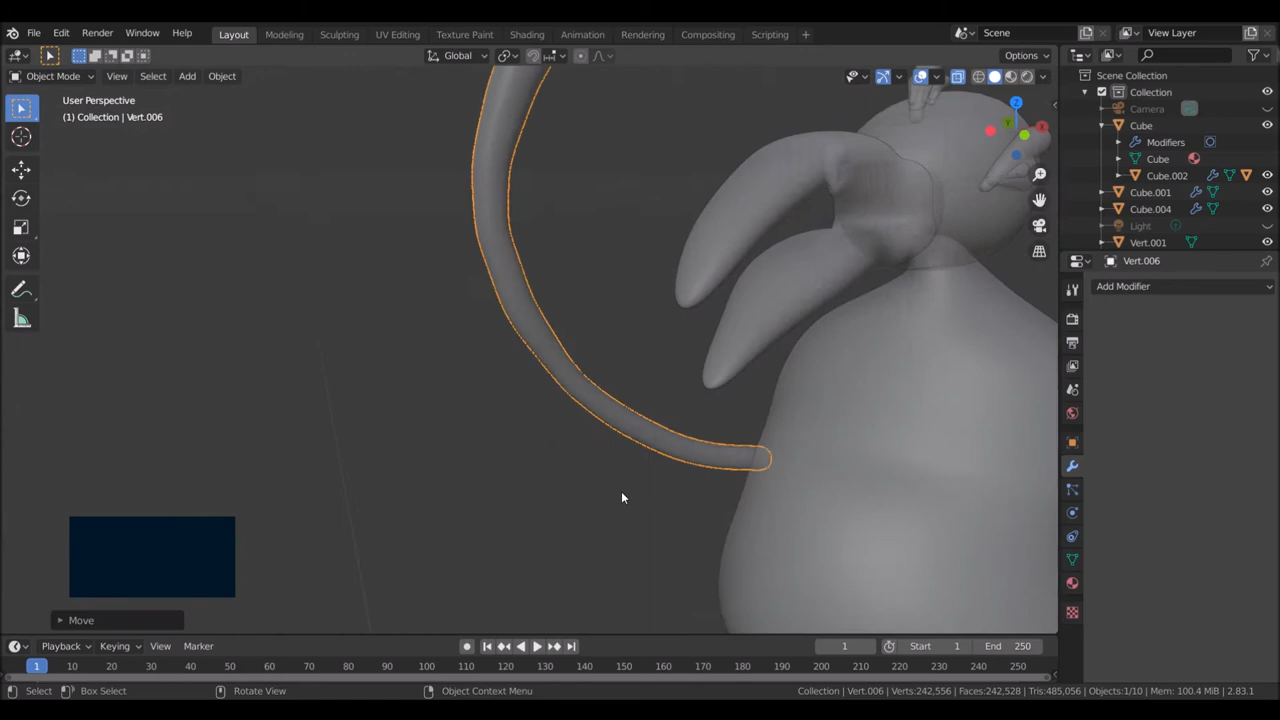 File Edit Render Window Help Layout Modeling Sculpting UV Editing Texture Paint Shading Animation Rendering Compositing Scripting + Scene View Layer
Global Options
Object Mode View Select Add Object
User Perspective
(1) Collection | Vert.006
Z
Y
X
Scene Collection
Collection
Camera
Cube
Modifiers
Cube
Cube.002
Cube.001
Cube.004
Light
Vert.001
Vert.006
Add Modifier
Move
Playback Keying View Marker 1 Start 1 End 250
1 10 20 30 40 50 60 70 80 90 100 110 120 130 140 150 160 170 180 190 200 210 220 230 240 250
Select Box Select Rotate View Object Context Menu Collection | Vert.006 | Verts:242,556 | Faces:242,528 | Tris:485,056 | Objects:1/10 | Mem: 100.4 MiB | 2.83.1